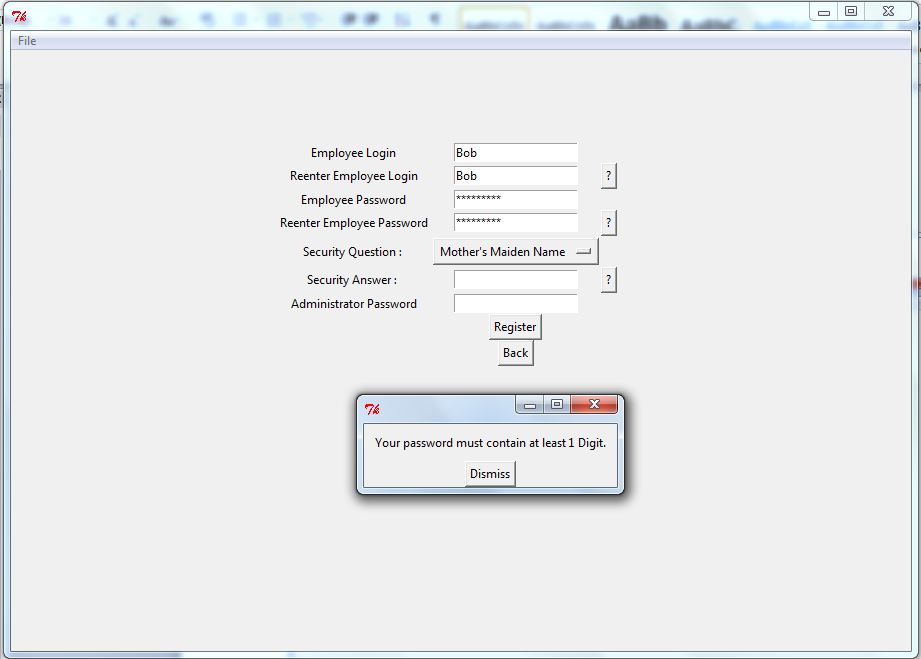 File
Employee Login Bob
Reenter Employee Login Bob ?
Employee Password *********
Reenter Employee Password ********* ?
Security Question : Mother's Maiden Name
Security Answer : ?
Administrator Password
Register
Back
Your password must contain at least 1 Digit.
Dismiss